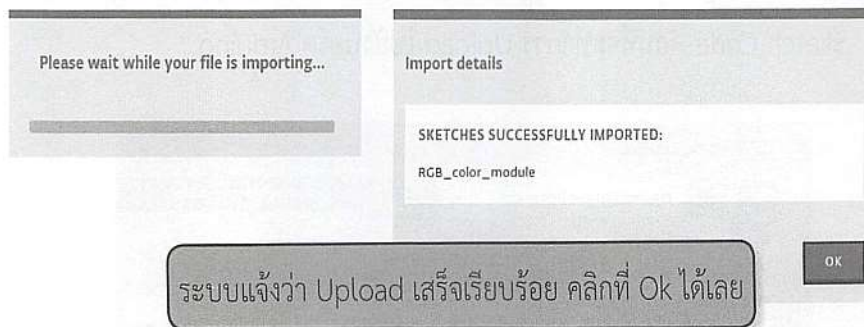 Please wait while your file is importing...
Import details
SKETCHES SUCCESSFULLY IMPORTED:
RGB_color_module
OK
ระบบแจ้งว่า Upload เสร็จเรียบร้อย คลิกที่ Ok ได้เลย